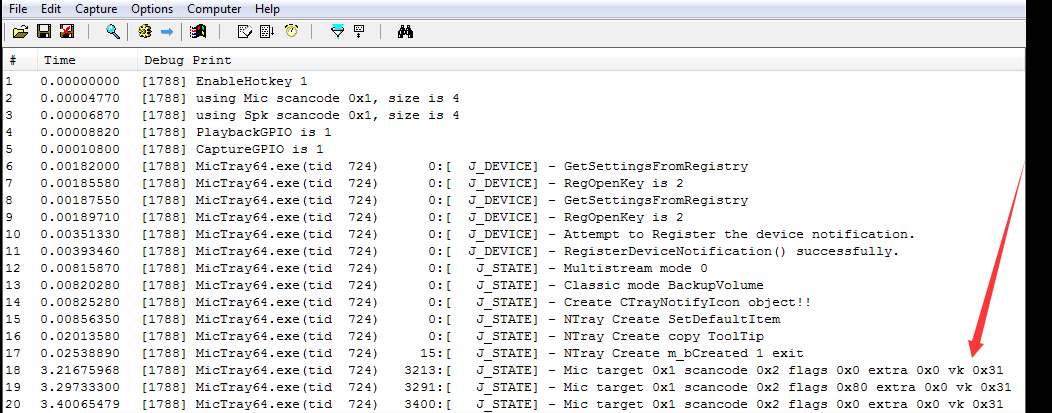 File Edit Capture Options Computer Help
# Time Debug Print
1 0.00000000 [1788] EnableHotkey 1
2 0.00004770 [1788] using Mic scancode 0x1, size is 4
3 0.00006870 [1788] using Spk scancode 0x1, size is 4
4 0.00008820 [1788] PlaybackGPIO is 1
5 0.00010800 [1788] CaptureGPIO is 1
6 0.00182000 [1788] MicTray64.exe(tid 724) 0:[ J_DEVICE] - GetSettingsFromRegistry
7 0.00185580 [1788] MicTray64.exe(tid 724) 0:[ J_DEVICE] - RegOpenKey is 2
8 0.00187550 [1788] MicTray64.exe(tid 724) 0:[ J_DEVICE] - GetSettingsFromRegistry
9 0.00189710 [1788] MicTray64.exe(tid 724) 0:[ J_DEVICE] - RegOpenKey is 2
10 0.00351330 [1788] MicTray64.exe(tid 724) 0:[ J_DEVICE] - Attempt to Register the device notification.
11 0.00393460 [1788] MicTray64.exe(tid 724) 0:[ J_DEVICE] - RegisterDeviceNotification() successfully.
12 0.00815870 [1788] MicTray64.exe(tid 724) 0:[ J_STATE] - Multistream mode 0
13 0.00820280 [1788] MicTray64.exe(tid 724) 0:[ J_STATE] - Classic mode BackupVolume
14 0.00825280 [1788] MicTray64.exe(tid 724) 0:[ J_STATE] - Create CTrayNotifyIcon object!!
15 0.00856350 [1788] MicTray64.exe(tid 724) 0:[ J_STATE] - NTray Create SetDefaultItem
16 0.02013580 [1788] MicTray64.exe(tid 724) 0:[ J_STATE] - NTray Create copy ToolTip
17 0.02538890 [1788] MicTray64.exe(tid 724) 15:[ J_STATE] - NTray Create m_bCreated 1 exit
18 3.21675968 [1788] MicTray64.exe(tid 724) 3213:[ J_STATE] - Mic target 0x1 scancode 0x2 flags 0x0 extra 0x0 vk 0x31
19 3.29733300 [1788] MicTray64.exe(tid 724) 3291:[ J_STATE] - Mic target 0x1 scancode 0x2 flags 0x80 extra 0x0 vk 0x31
20 3.40065479 [1788] MicTray64.exe(tid 724) 3400:[ J_STATE] - Mic target 0x1 scancode 0x2 flags 0x0 extra 0x0 vk 0x31